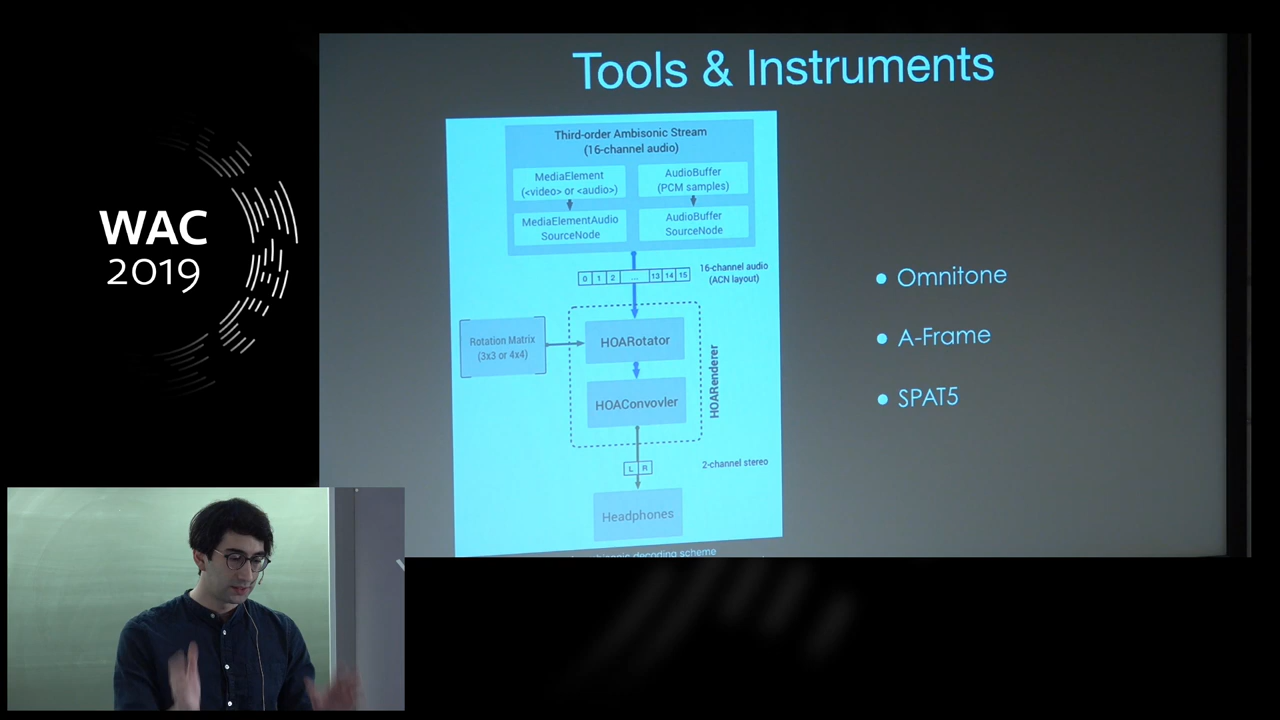 WAC
2019
Tools & Instruments
Third-order Ambisonic Stream
(16-channel audio)
MediaElement
(<video> or <audio>)
AudioBuffer
(PCM samples)
MediaElementAudio
SourceNode
AudioBuffer
SourceNode
0 1 2 ... 13 14 15
16-channel audio
(ACN layout)
Rotation Matrix
(3x3 or 4x4)
HOARotator
HOAConvovler
HOARenderer
L R
2-channel stereo
Headphones
decoding scheme
Omnitone
A-Frame
SPAT5